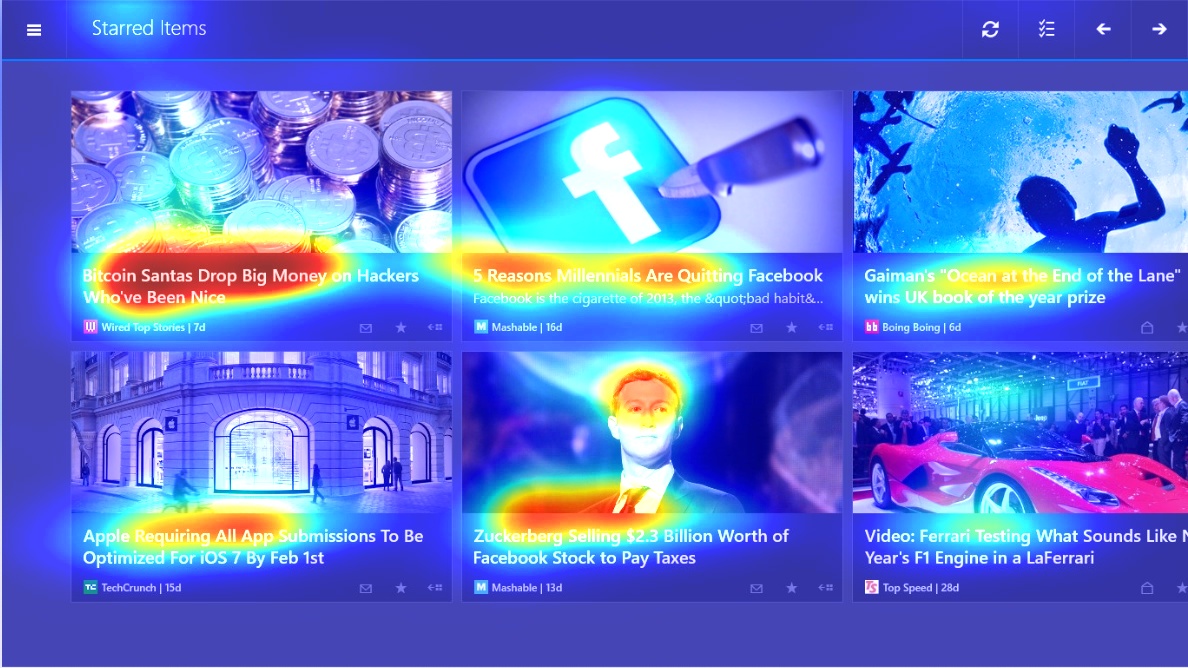 Starred Items
Bitcoin Santas Drop Big Money on Hackers
Who've Been Nice
Wired Top Stories | 7d
5 Reasons Millennials Are Quitting Facebook
Facebook is the cigarette of 2013, the &quot;bad habit&...
Mashable | 16d
Gaiman's "Ocean at the End of the Lane"
wins UK book of the year prize
bb Boing Boing | 6d
Apple Requiring All App Submissions To Be
Optimized For iOS 7 By Feb 1st
TC TechCrunch | 15d
Zuckerberg Selling $2.3 Billion Worth of
Facebook Stock to Pay Taxes
M Mashable | 13d
FIAT
Jeep
Video: Ferrari Testing What Sounds Like N
Year's F1 Engine in a LaFerrari
TS Top Speed | 28d